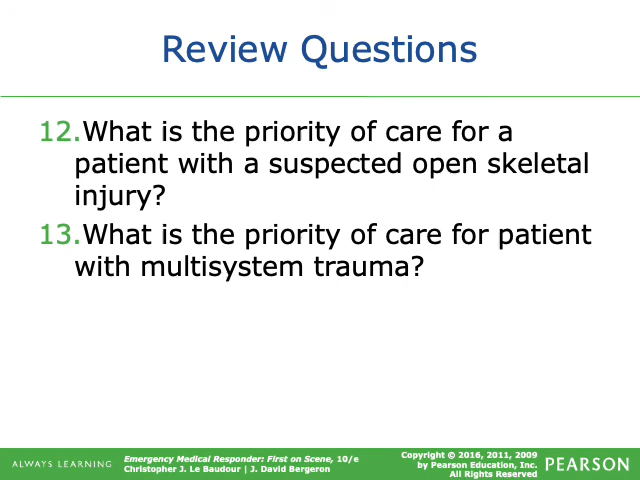 Review Questions
12.What is the priority of care for a
patient with a suspected open skeletal
injury?
13.What is the priority of care for patient
with multisystem trauma?
ALWAYS LEARNING
Emergency Medical Responder: First on Scene, 10/e
Christopher J. Le Baudour | J. David Bergeron
Copyright © 2016, 2011, 2009
by Pearson Education, Inc.
All Rights Reserved
PEARSON